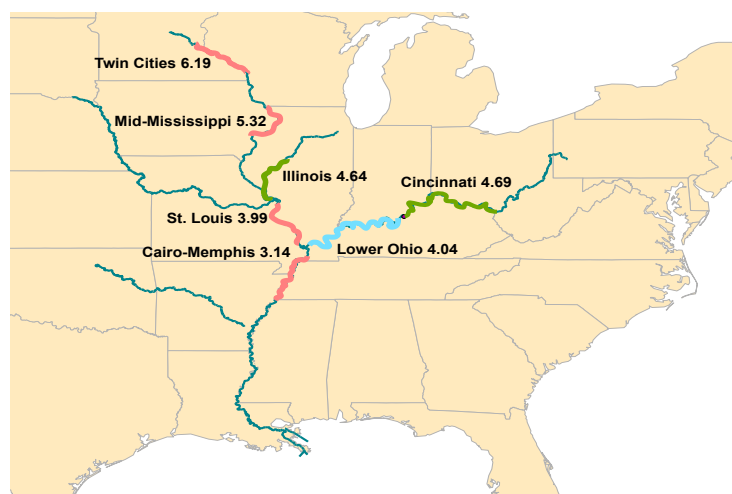 Twin Cities 6.19
Mid-Mississippi 5.32
Illinois 4.64
Cincinnati 4.69
St. Louis 3.99
Cairo-Memphis 3.14
Lower Ohio 4.04